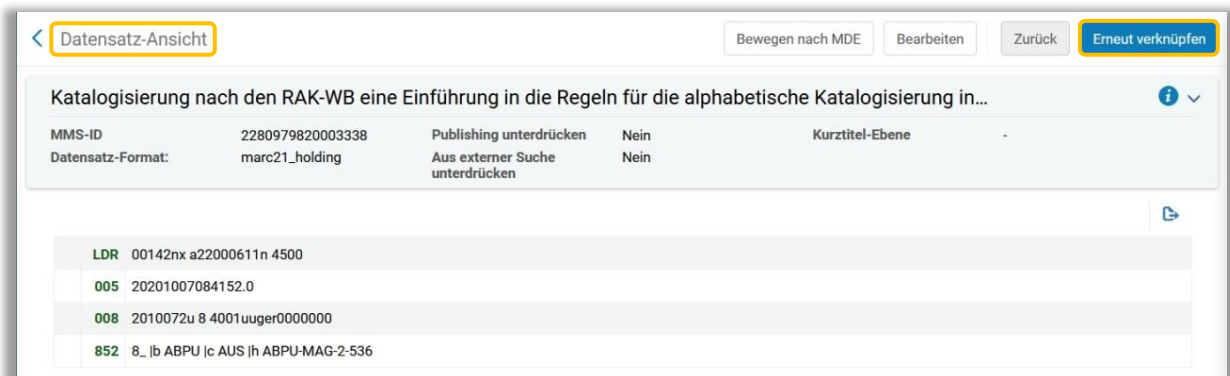 Datensatz-Ansicht Bewegen nach MDE Bearbeiten Zurück Erneut verknüpfen
Katalogisierung nach den RAK-WB eine Einführung in die Regeln für die alphabetische Katalogisierung in...
MMS-ID 2280979820003338 Publishing unterdrücken Nein Kurztitel-Ebene -
Datensatz-Format: marc21_holding Aus externer Suche Nein
unterdrücken
LDR 00142nx a22000611n 4500
005 20201007084152.0
008 2010072u 8 4001uuger0000000
852 8_ |b ABPU |c AUS |h ABPU-MAG-2-536